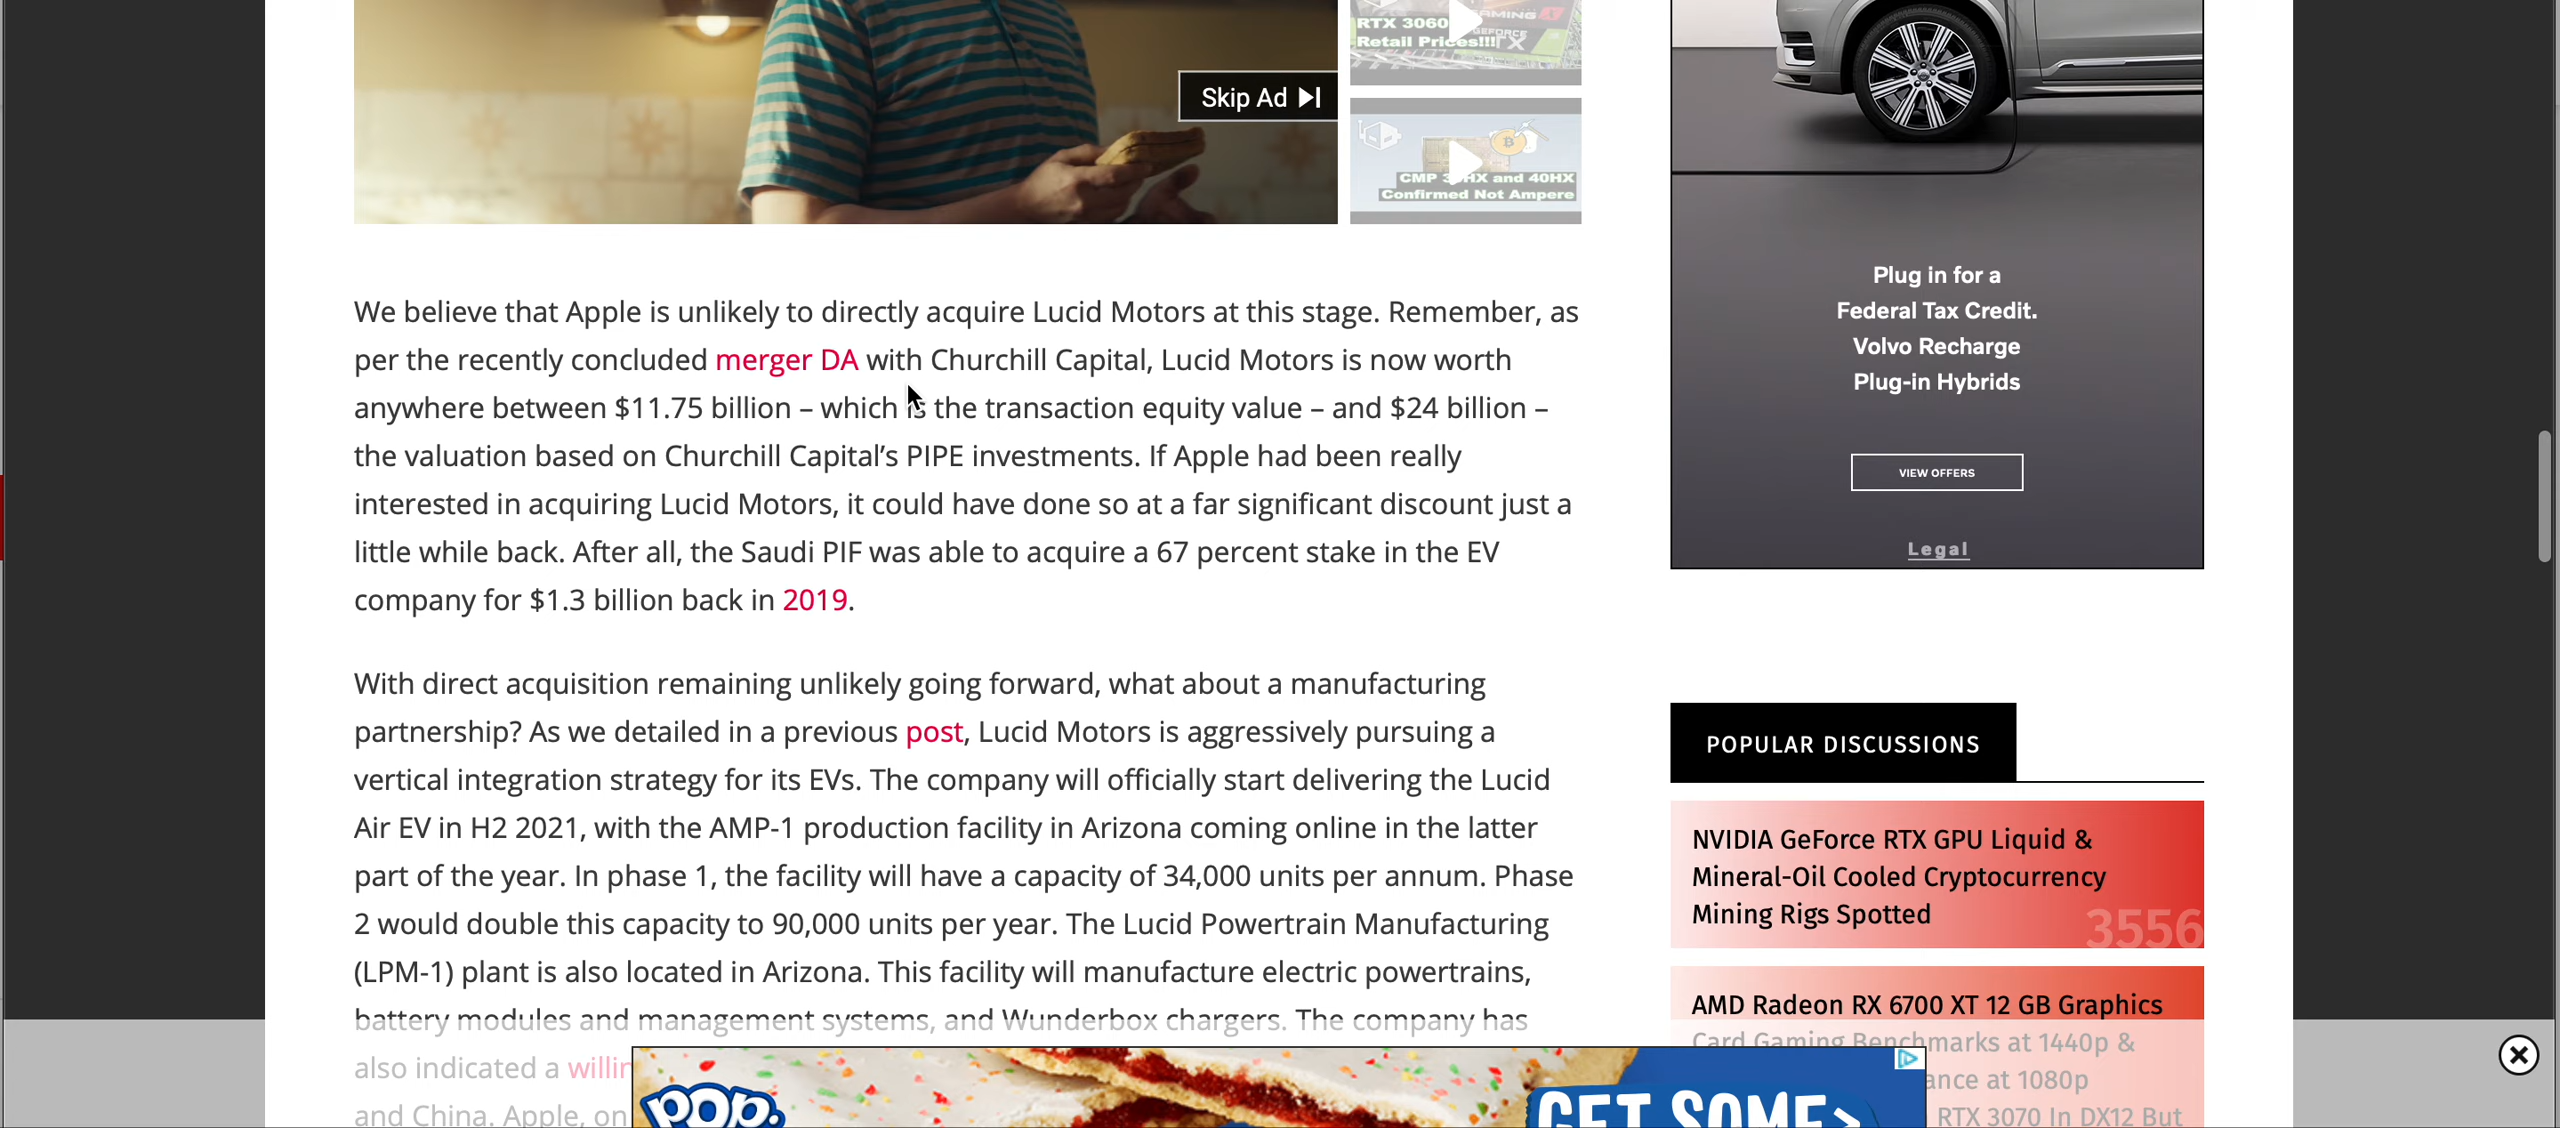 RTX 3060
Retail Prices!!!
GAMING X
GEFORCE
RTX
Skip Ad
CMP 30HX and 40HX
Confirmed Not Ampere
We believe that Apple is unlikely to directly acquire Lucid Motors at this stage. Remember, as
per the recently concluded merger DA with Churchill Capital, Lucid Motors is now worth
anywhere between $11.75 billion – which is the transaction equity value – and $24 billion –
the valuation based on Churchill Capital’s PIPE investments. If Apple had been really
interested in acquiring Lucid Motors, it could have done so at a far significant discount just a
little while back. After all, the Saudi PIF was able to acquire a 67 percent stake in the EV
company for $1.3 billion back in 2019.
With direct acquisition remaining unlikely going forward, what about a manufacturing
partnership? As we detailed in a previous post, Lucid Motors is aggressively pursuing a
vertical integration strategy for its EVs. The company will officially start delivering the Lucid
Air EV in H2 2021, with the AMP-1 production facility in Arizona coming online in the latter
part of the year. In phase 1, the facility will have a capacity of 34,000 units per annum. Phase
2 would double this capacity to 90,000 units per year. The Lucid Powertrain Manufacturing
(LPM-1) plant is also located in Arizona. This facility will manufacture electric powertrains,
battery modules and management systems, and Wunderbox chargers. The company has
also indicated a
and China. Apple, on
Plug in for a
Federal Tax Credit.
Volvo Recharge
Plug-in Hybrids
VIEW OFFERS
Legal
POPULAR DISCUSSIONS
NVIDIA GeForce RTX GPU Liquid &
Mineral-Oil Cooled Cryptocurrency
Mining Rigs Spotted
3556
AMD Radeon RX 6700 XT 12 GB Graphics
Card Gaming Benchmarks at 1440p &
at 1080p
RTX 3070 In DX12 But
pop.
GET SOME>